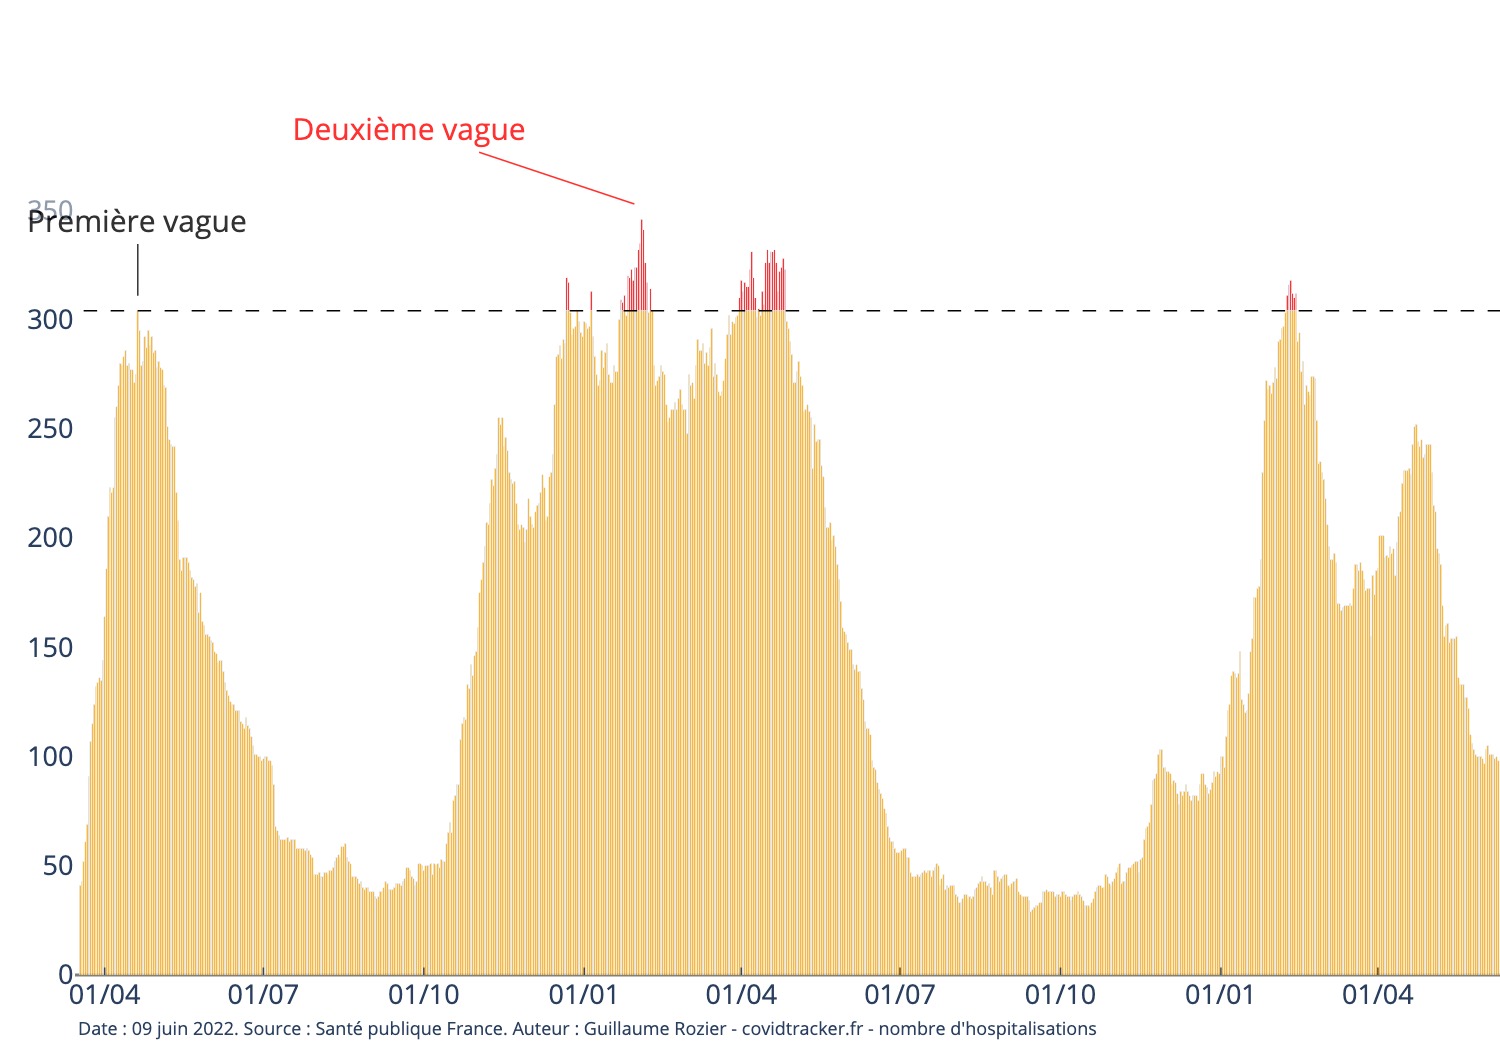 Deuxième vague
350
Première vague
300
250
200
150
100
50
0
01/04 01/07 01/10 01/01 01/04 01/07 01/10 01/01 01/04
Date : 09 juin 2022. Source : Santé publique France. Auteur : Guillaume Rozier - covidtracker.fr - nombre d'hospitalisations